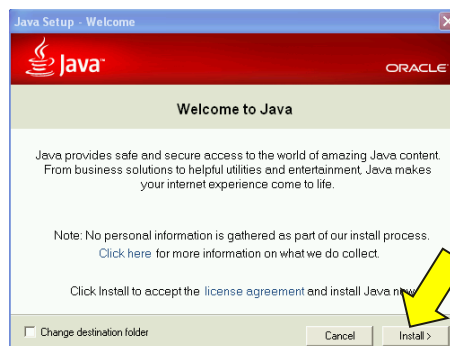 Java Setup - Welcome
Java
ORACLE
Welcome to Java
Java provides safe and secure access to the world of amazing Java content.
From business solutions to helpful utilities and entertainment, Java makes
your internet experience come to life.
Note: No personal information is gathered as part of our install process.
Click here for more information on what we do collect.
Click Install to accept the license agreement and install Java now.
Change destination folder
Cancel
Install >